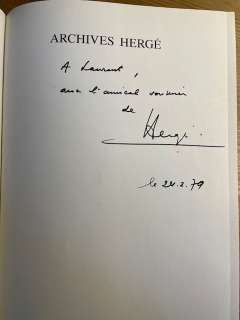 ARCHIVES HERGÉ
A Laurent,
avec l'amical souvenir
de
Hergé.
le 24.2.79